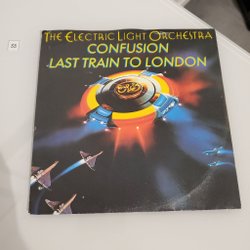 THE ELECTRIC LIGHT ORCHESTRA
CONFUSION
LAST TRAIN TO LONDON